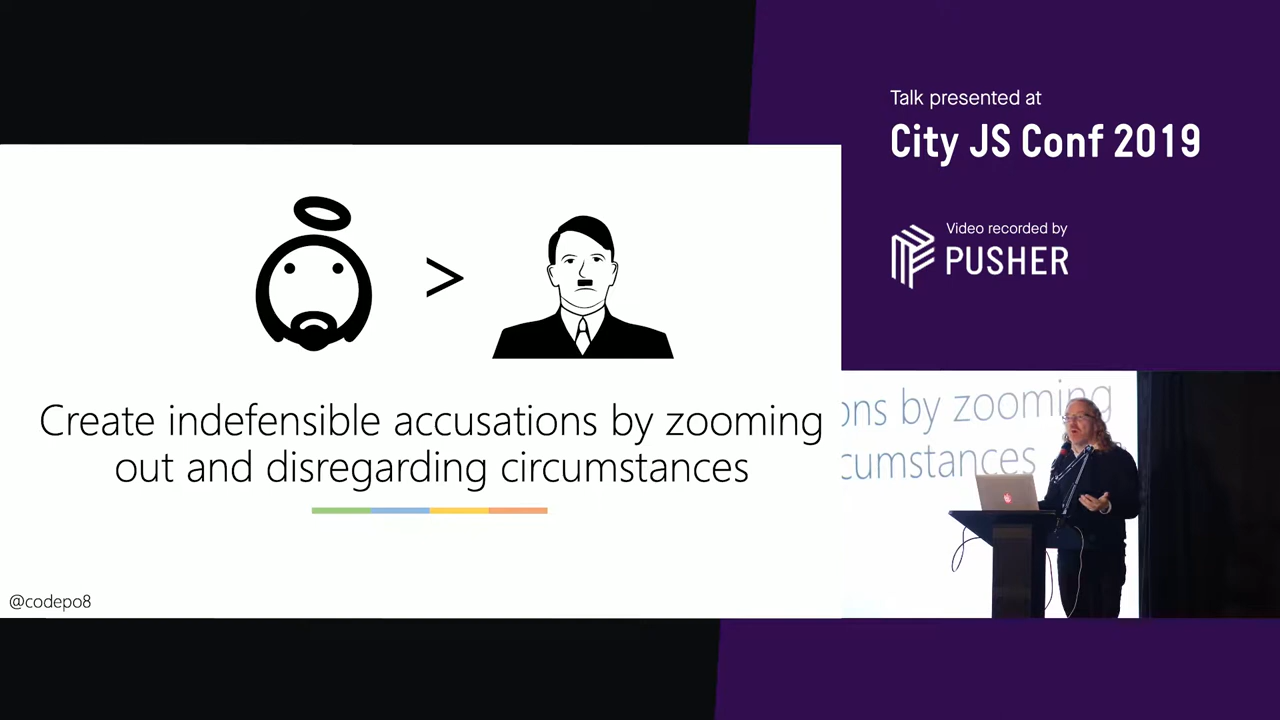 Talk presented at
City JS Conf 2019
Video recorded by
PUSHER
>
Create indefensible accusations by zooming
out and disregarding circumstances
@codepo8
ons by zooming
cumstances